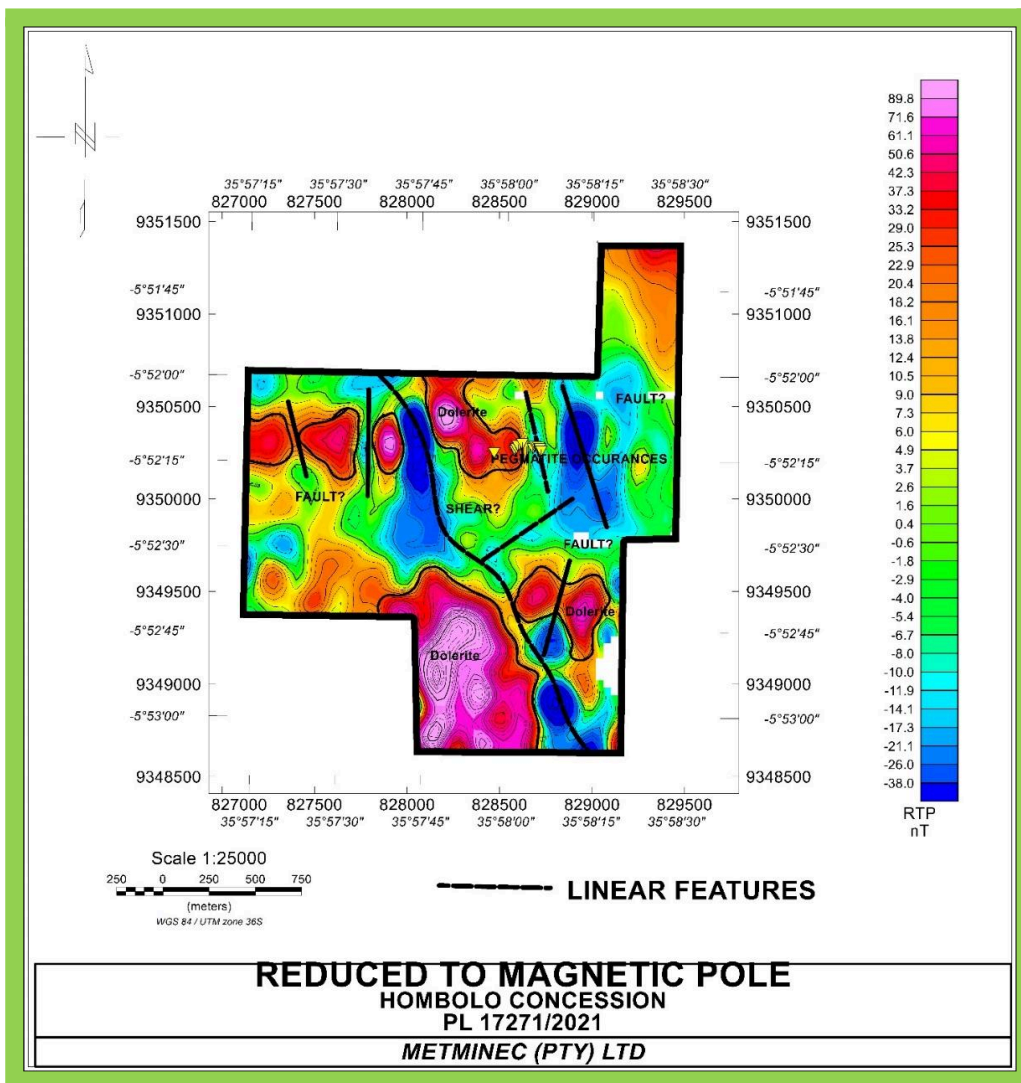 35°57'15" 35°57'30" 35°57'45" 35°58'00" 35°58'15" 35°58'30"
827000 827500 828000 828500 829000 829500
9351500 9351500
-5°51'45" -5°51'45"
9351000 9351000
-5°52'00" -5°52'00"
FAULT?
9350500 9350500
Dolerite
PEGMATITE OCCURANCES
-5°52'15" -5°52'15"
FAULT?
9350000 9350000
SHEAR?
-5°52'30" FAULT? -5°52'30"
9349500 9349500
Dolerite
-5°52'45" -5°52'45"
Dolerite
9349000 9349000
-5°53'00" -5°53'00"
9348500 9348500
827000 827500 828000 828500 829000 829500
35°57'15" 35°57'30" 35°57'45" 35°58'00" 35°58'15" 35°58'30"
89.8
71.6
61.1
50.6
42.3
37.3
33.2
29.0
25.3
22.9
20.4
18.2
16.1
13.8
12.4
10.5
9.0
7.3
6.0
4.9
3.7
2.6
1.6
0.4
-0.6
-1.8
-2.9
-4.0
-5.4
-6.7
-8.0
-10.0
-11.9
-14.1
-17.3
-21.1
-26.0
-38.0
RTP
nT
Scale 1:25000
250 0 250 500 750
(meters)
WGS 84 / UTM zone 36S
LINEAR FEATURES
REDUCED TO MAGNETIC POLE
HOMBOLO CONCESSION
PL 17271/2021
METMINEC (PTY) LTD